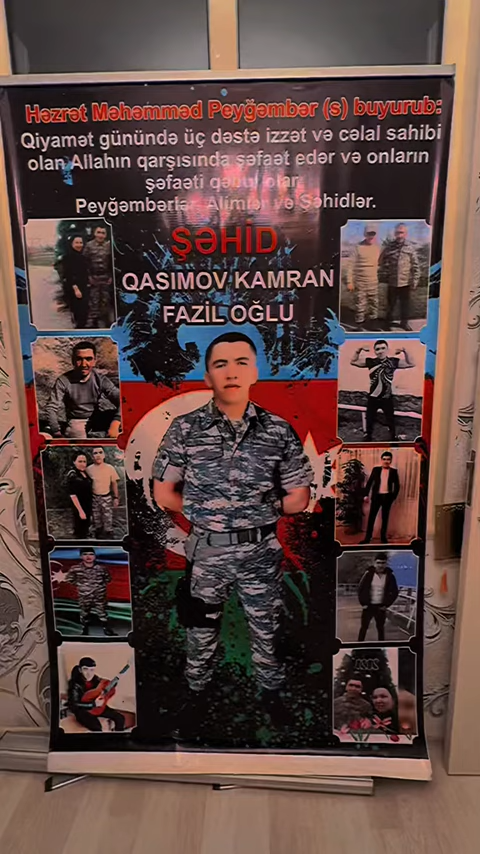 Həzrət Məhəmməd Peyğəmbər (s) buyurub:
Qiyamət günündə üç dəstə izzət və cəlal sahibi
olan Allahın qarşısında şəfaət edər və onların
şəfaəti qəbul olar.
Peyğəmbərlər, Alimlər və Şəhidlər.
ŞƏHİD
QASIMOV KAMRAN
FAZİL OĞLU